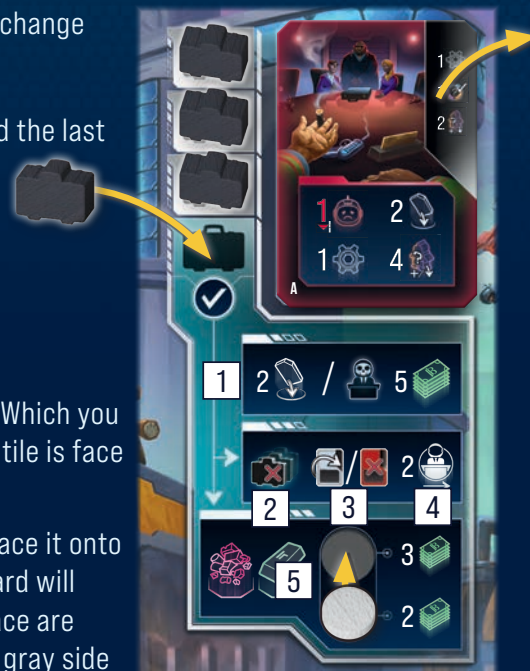 change
d the last
1
2
1 2
1 4
A
1 2 / 5
2
2 3 4
3
5
2
Which you
tile is face
ace it onto
ard will
ace are
gray side